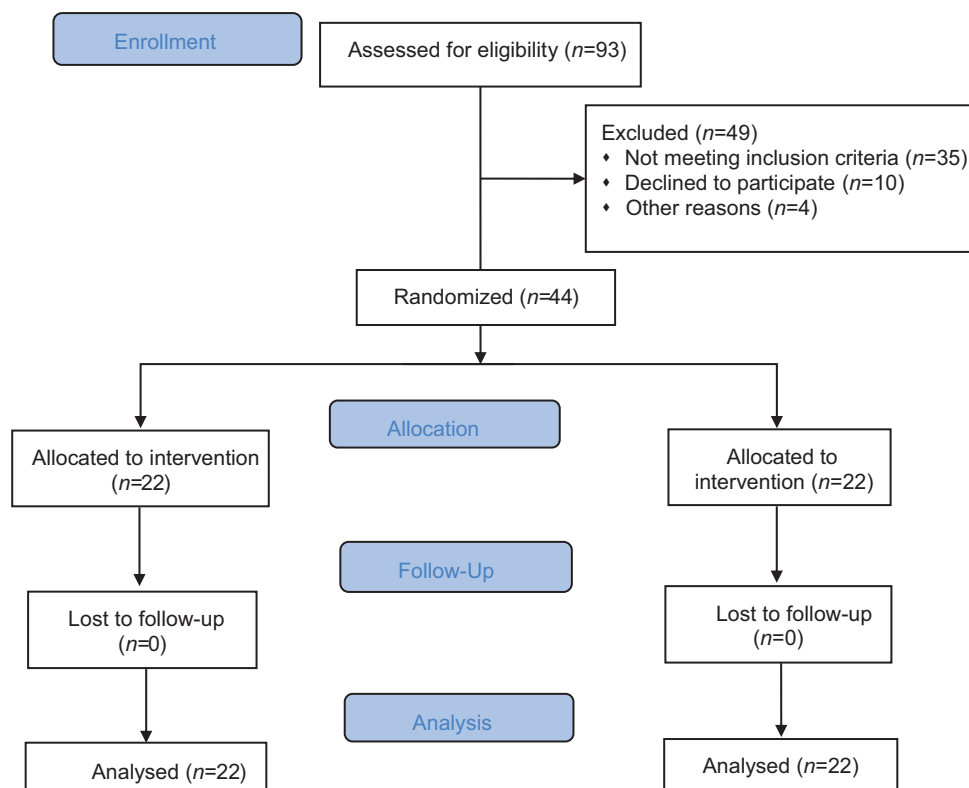 Enrollment
Assessed for eligibility (n=93)
Excluded (n=49)
♦ Not meeting inclusion criteria (n=35)
♦ Declined to participate (n=10)
♦ Other reasons (n=4)
Randomized (n=44)
Allocation
Allocated to intervention
(n=22)
Allocated to
intervention (n=22)
Follow-Up
Lost to follow-up
(n=0)
Lost to follow-up
(n=0)
Analysis
Analysed (n=22)
Analysed (n=22)